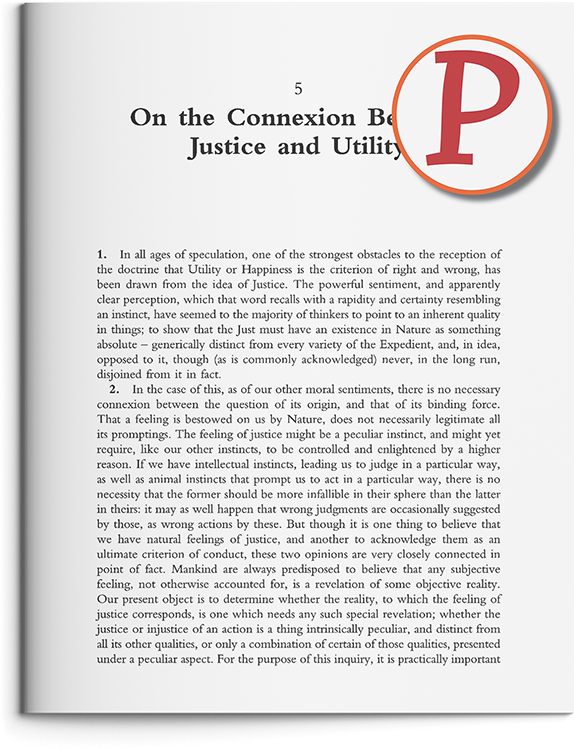 5
On the Connexion Be
Justice and Utility
P
1. In all ages of speculation, one of the strongest obstacles to the reception
of the doctrine that Utility or Happiness is the criterion of right and wrong, has
been drawn from the idea of Justice. The powerful sentiment, and apparently
clear perception, which that word recalls with a rapidity and certainty resembling
an instinct, have seemed to the majority of thinkers to point to an inherent quality
in things; to show that the Just must have an existence in Nature as something
absolute – generically distinct from every variety of the Expedient, and, in idea,
opposed to it, though (as is commonly acknowledged) never, in the long run,
disjoined from it in fact.
2. In the case of this, as of our other moral sentiments, there is no necessary
connexion between the question of its origin, and that of its binding force.
That a feeling is bestowed on us by Nature, does not necessarily legitimate all
its promptings. The feeling of justice might be a peculiar instinct, and might yet
require, like our other instincts, to be controlled and enlightened by a higher
reason. If we have intellectual instincts, leading us to judge in a particular way,
as well as animal instincts that prompt us to act in a particular way, there is no
necessity that the former should be more infallible in their sphere than the latter
in theirs: it may as well happen that wrong judgments are occasionally suggested
by those, as wrong actions by these. But though it is one thing to believe that
we have natural feelings of justice, and another to acknowledge them as an
ultimate criterion of conduct, these two opinions are very closely connected in
point of fact. Mankind are always predisposed to believe that any subjective
feeling, not otherwise accounted for, is a revelation of some objective reality.
Our present object is to determine whether the reality, to which the feeling of
justice corresponds, is one which needs any such special revelation; whether the
justice or injustice of an action is a thing intrinsically peculiar, and distinct from
all its other qualities, or only a combination of certain of those qualities, presented
under a peculiar aspect. For the purpose of this inquiry, it is practically important